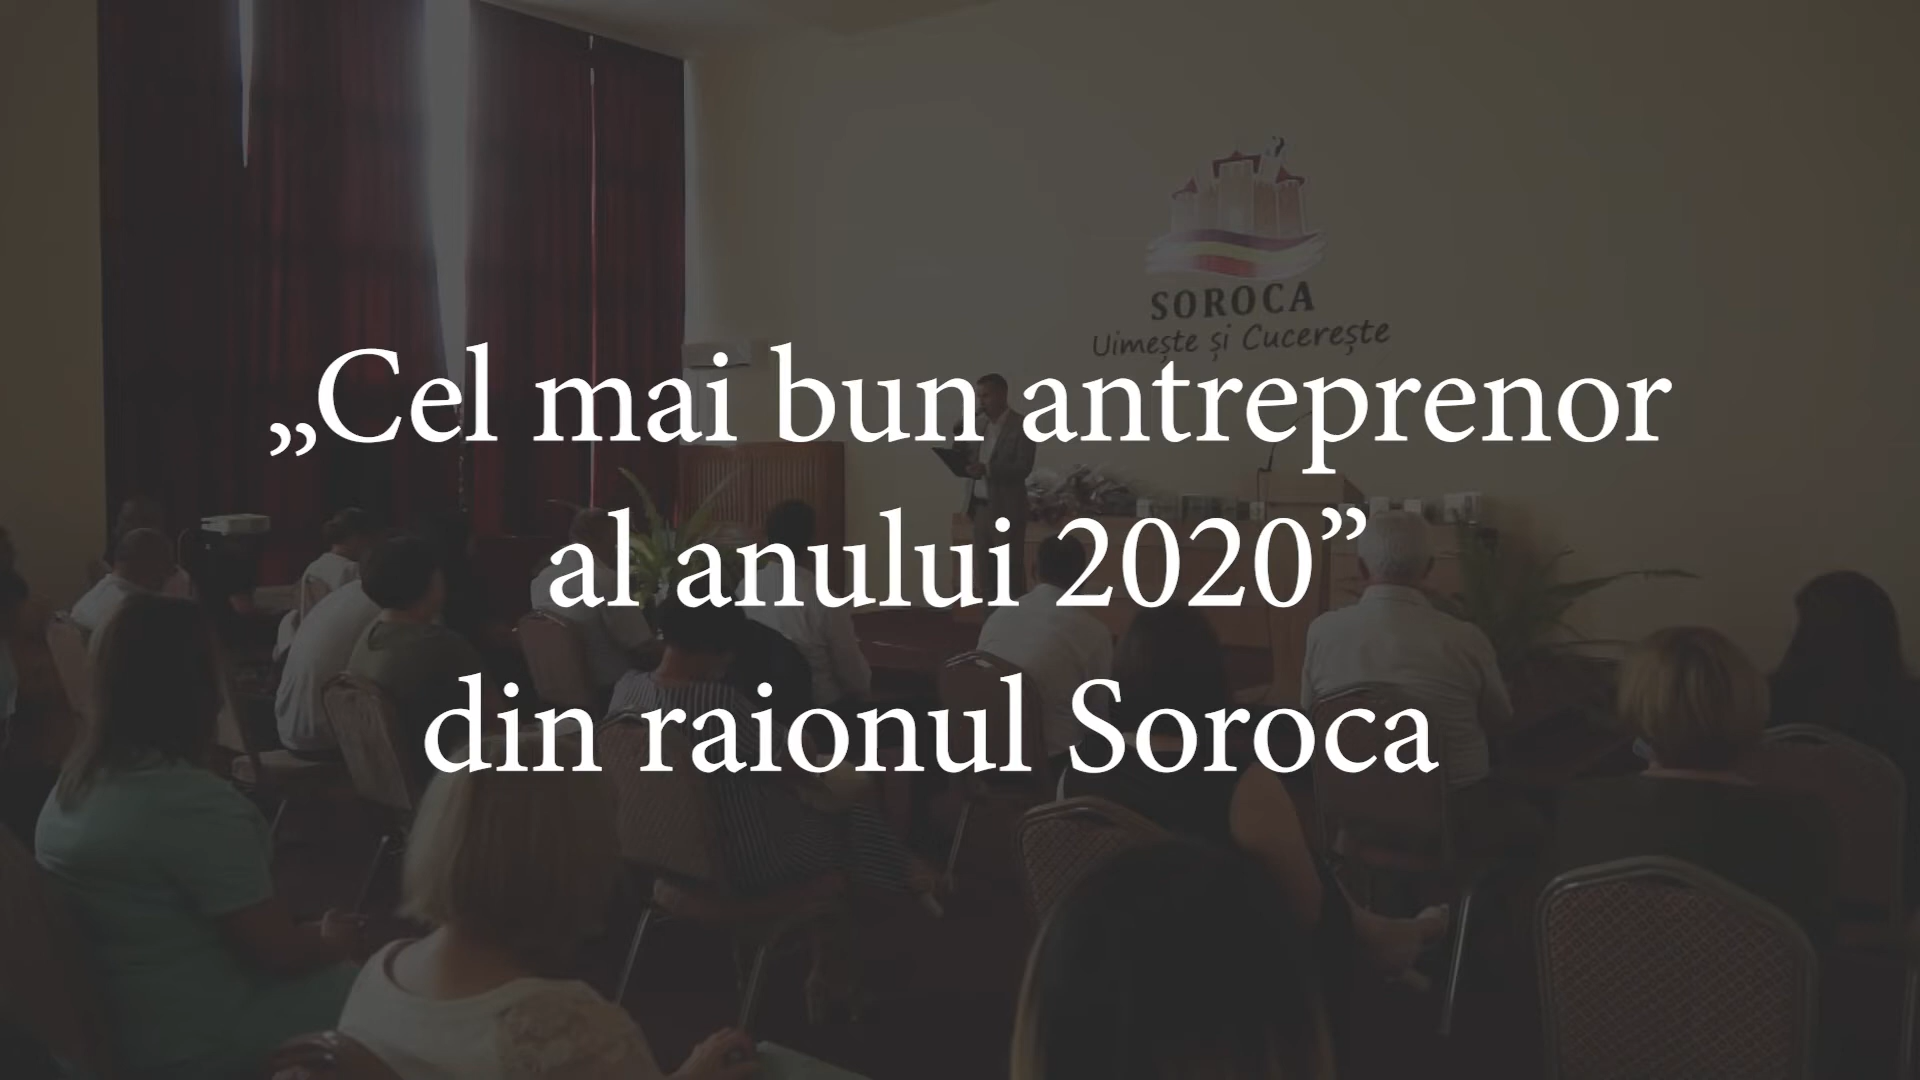 SOROCA
Uimește și Cucerește
„Cel mai bun antreprenor
al anului 2020”
din raionul Soroca